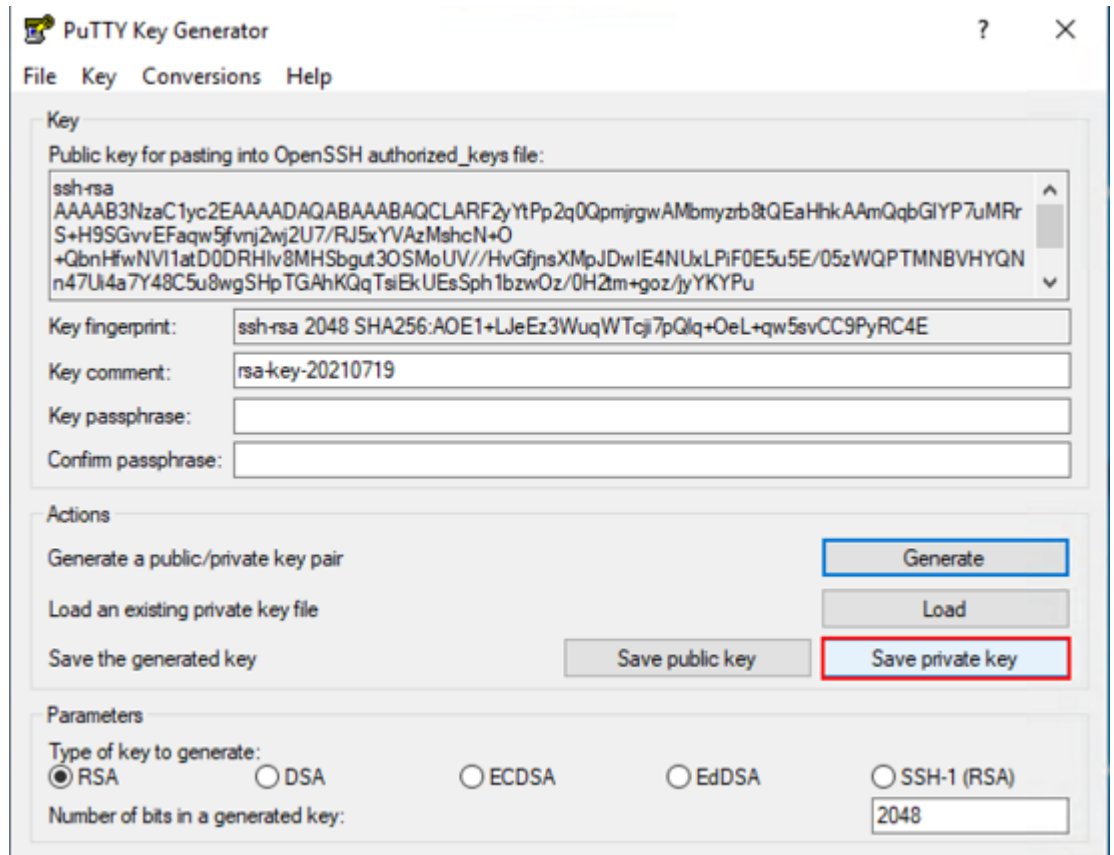 PuTTY Key Generator ? ×
File Key Conversions Help
Key
Public key for pasting into OpenSSH authorized_keys file:
ssh-rsa
AAAAB3NzaC1yc2EAAAADAQABAAABAQCLARF2yYtPp2q0QpmjrgwAMbmyzrb8tQEaHhkAAmQqbGIYP7uMRr
S+H9SGvvEFaqw5jfvnj2wj2U7/RJ5xYVAzMshcN+O
+QbnHfwNVI1atD0DRHIv8MHSbgut3OSMoUV//HvGfjnsXMpJDwIE4NUxLPiF0E5u5E/05zWQPTMNBVHYQN
n47Ui4a7Y48C5u8wgSHpTGAhKQqTsiEkUEsSph1bzwOz/0H2tm+goz/jyYKYPu
Key fingerprint: ssh-rsa 2048 SHA256:AOE1+LJeEz3WuqWTcji7pQlq+OeL+qw5svCC9PyRC4E
Key comment: rsa-key-20210719
Key passphrase:
Confirm passphrase:
Actions
Generate a public/private key pair Generate
Load an existing private key file Load
Save the generated key Save public key Save private key
Parameters
Type of key to generate:
RSA DSA ECDSA EdDSA SSH-1 (RSA)
Number of bits in a generated key: 2048